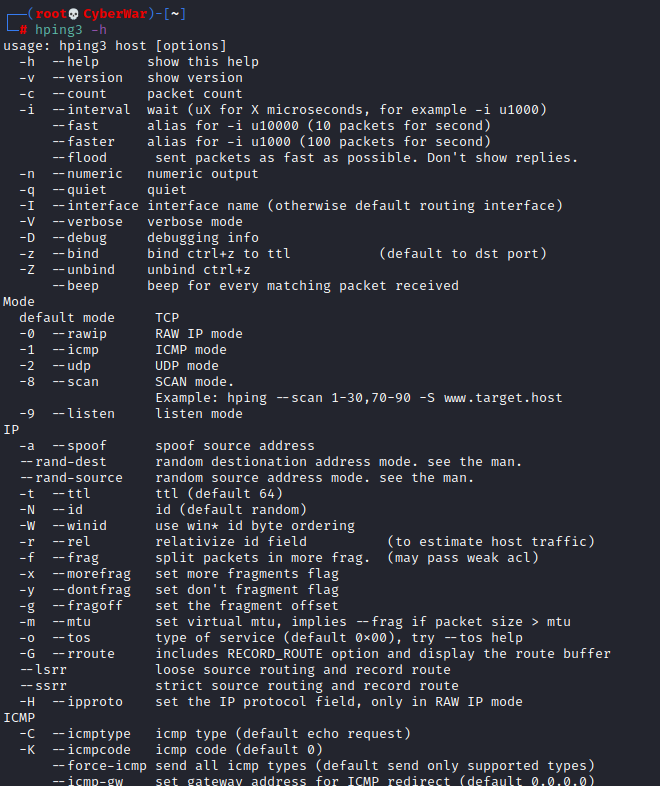 (root💀CyberWar)-[~]
# hping3 -h
usage: hping3 host [options]
-h --help show this help
-v --version show version
-c --count packet count
-i --interval wait (uX for X microseconds, for example -i u1000)
--fast alias for -i u10000 (10 packets for second)
--faster alias for -i u1000 (100 packets for second)
--flood sent packets as fast as possible. Don't show replies.
-n --numeric numeric output
-q --quiet quiet
-I --interface interface name (otherwise default routing interface)
-V --verbose verbose mode
-D --debug debugging info
-z --bind bind ctrl+z to ttl (default to dst port)
-Z --unbind unbind ctrl+z
--beep beep for every matching packet received
Mode
default mode TCP
-0 --rawip RAW IP mode
-1 --icmp ICMP mode
-2 --udp UDP mode
-8 --scan SCAN mode.
Example: hping --scan 1-30,70-90 -S www.target.host
-9 --listen listen mode
IP
-a --spoof spoof source address
--rand-dest random destionation address mode. see the man.
--rand-source random source address mode. see the man.
-t --ttl ttl (default 64)
-N --id id (default random)
-W --winid use win* id byte ordering
-r --rel relativize id field (to estimate host traffic)
-f --frag split packets in more frag. (may pass weak acl)
-x --morefrag set more fragments flag
-y --dontfrag set don't fragment flag
-g --fragoff set the fragment offset
-m --mtu set virtual mtu, implies --frag if packet size > mtu
-o --tos type of service (default 0×00), try --tos help
-G --rroute includes RECORD_ROUTE option and display the route buffer
--lsrr loose source routing and record route
--ssrr strict source routing and record route
-H --ipproto set the IP protocol field, only in RAW IP mode
ICMP
-C --icmptype icmp type (default echo request)
-K --icmpcode icmp code (default 0)
--force-icmp send all icmp types (default send only supported types)
--icmp-gw set gateway address for ICMP redirect (default 0.0.0.0)